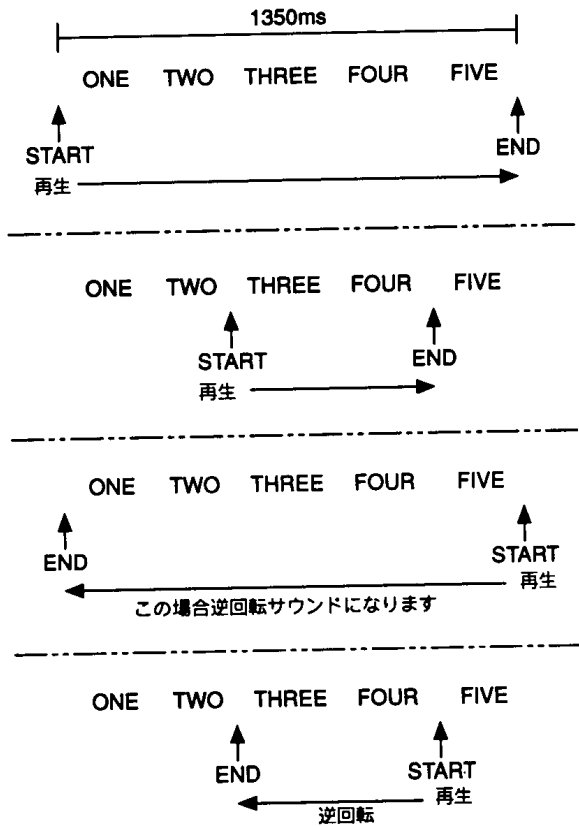 1350ms
ONE TWO THREE FOUR FIVE
START END
再生
ONE TWO THREE FOUR FIVE
START END
再生
ONE TWO THREE FOUR FIVE
END START
再生
この場合逆回転サウンドになります
ONE TWO THREE FOUR FIVE
END START
再生
逆回転